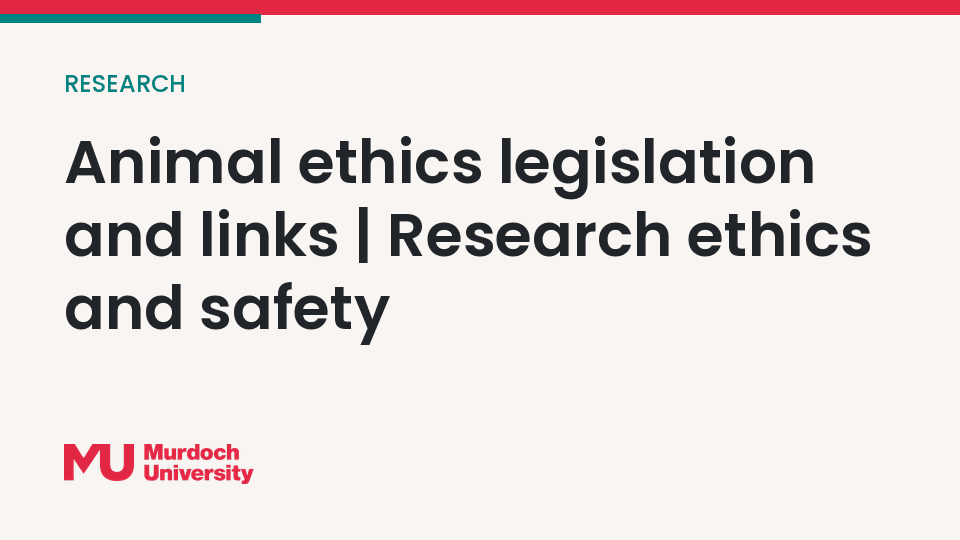 RESEARCH
Animal ethics legislation
and links | Research ethics
and safety
MU Murdoch
University